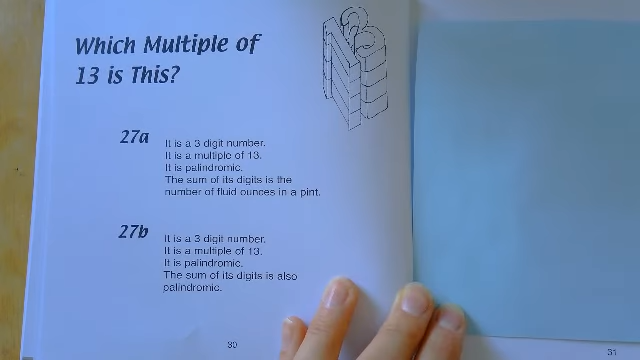 Which Multiple of
13 is This?
27a
It is a 3 digit number.
It is a multiple of 13.
It is palindromic.
The sum of its digits is the
number of fluid ounces in a pint.
27b
It is a 3 digit number.
It is a multiple of 13.
It is palindromic.
The sum of its digits is also
palindromic.
30
31